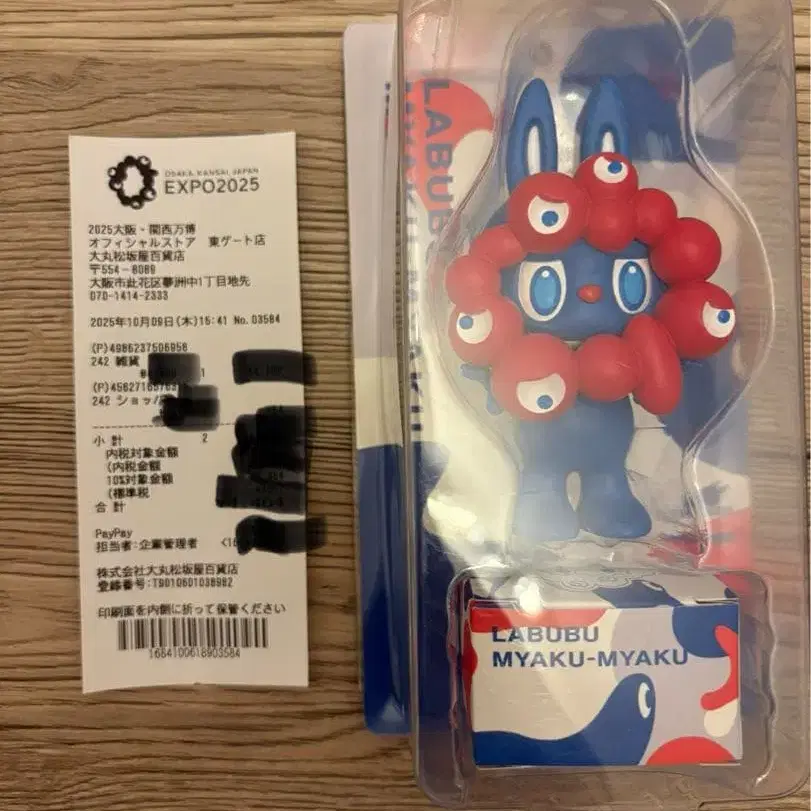 OSAKA, KANSAI, JAPAN
EXPO2025
2025大阪・関西万博
オフィシャルストア 東ゲート店
大丸松坂屋百貨店
〒554-8089
大阪市此花区夢洲中1丁目地先
070-1414-2333
2025年10月09日(木)15:41 No.03584
(P)4986237506958
242 雑貨
1
(P)45627165763
242 ショッ
小 計 2
内税対象金額
(内税金額
10%対象金額
(標準税
合 計
PayPay
担当者:企業管理者
株式会社大丸松坂屋百貨店
登録番号:T9010601038982
印刷面を内側に折って保管ください
1684100618903584
LABUBU
LABUBU
MYAKU-MYAKU